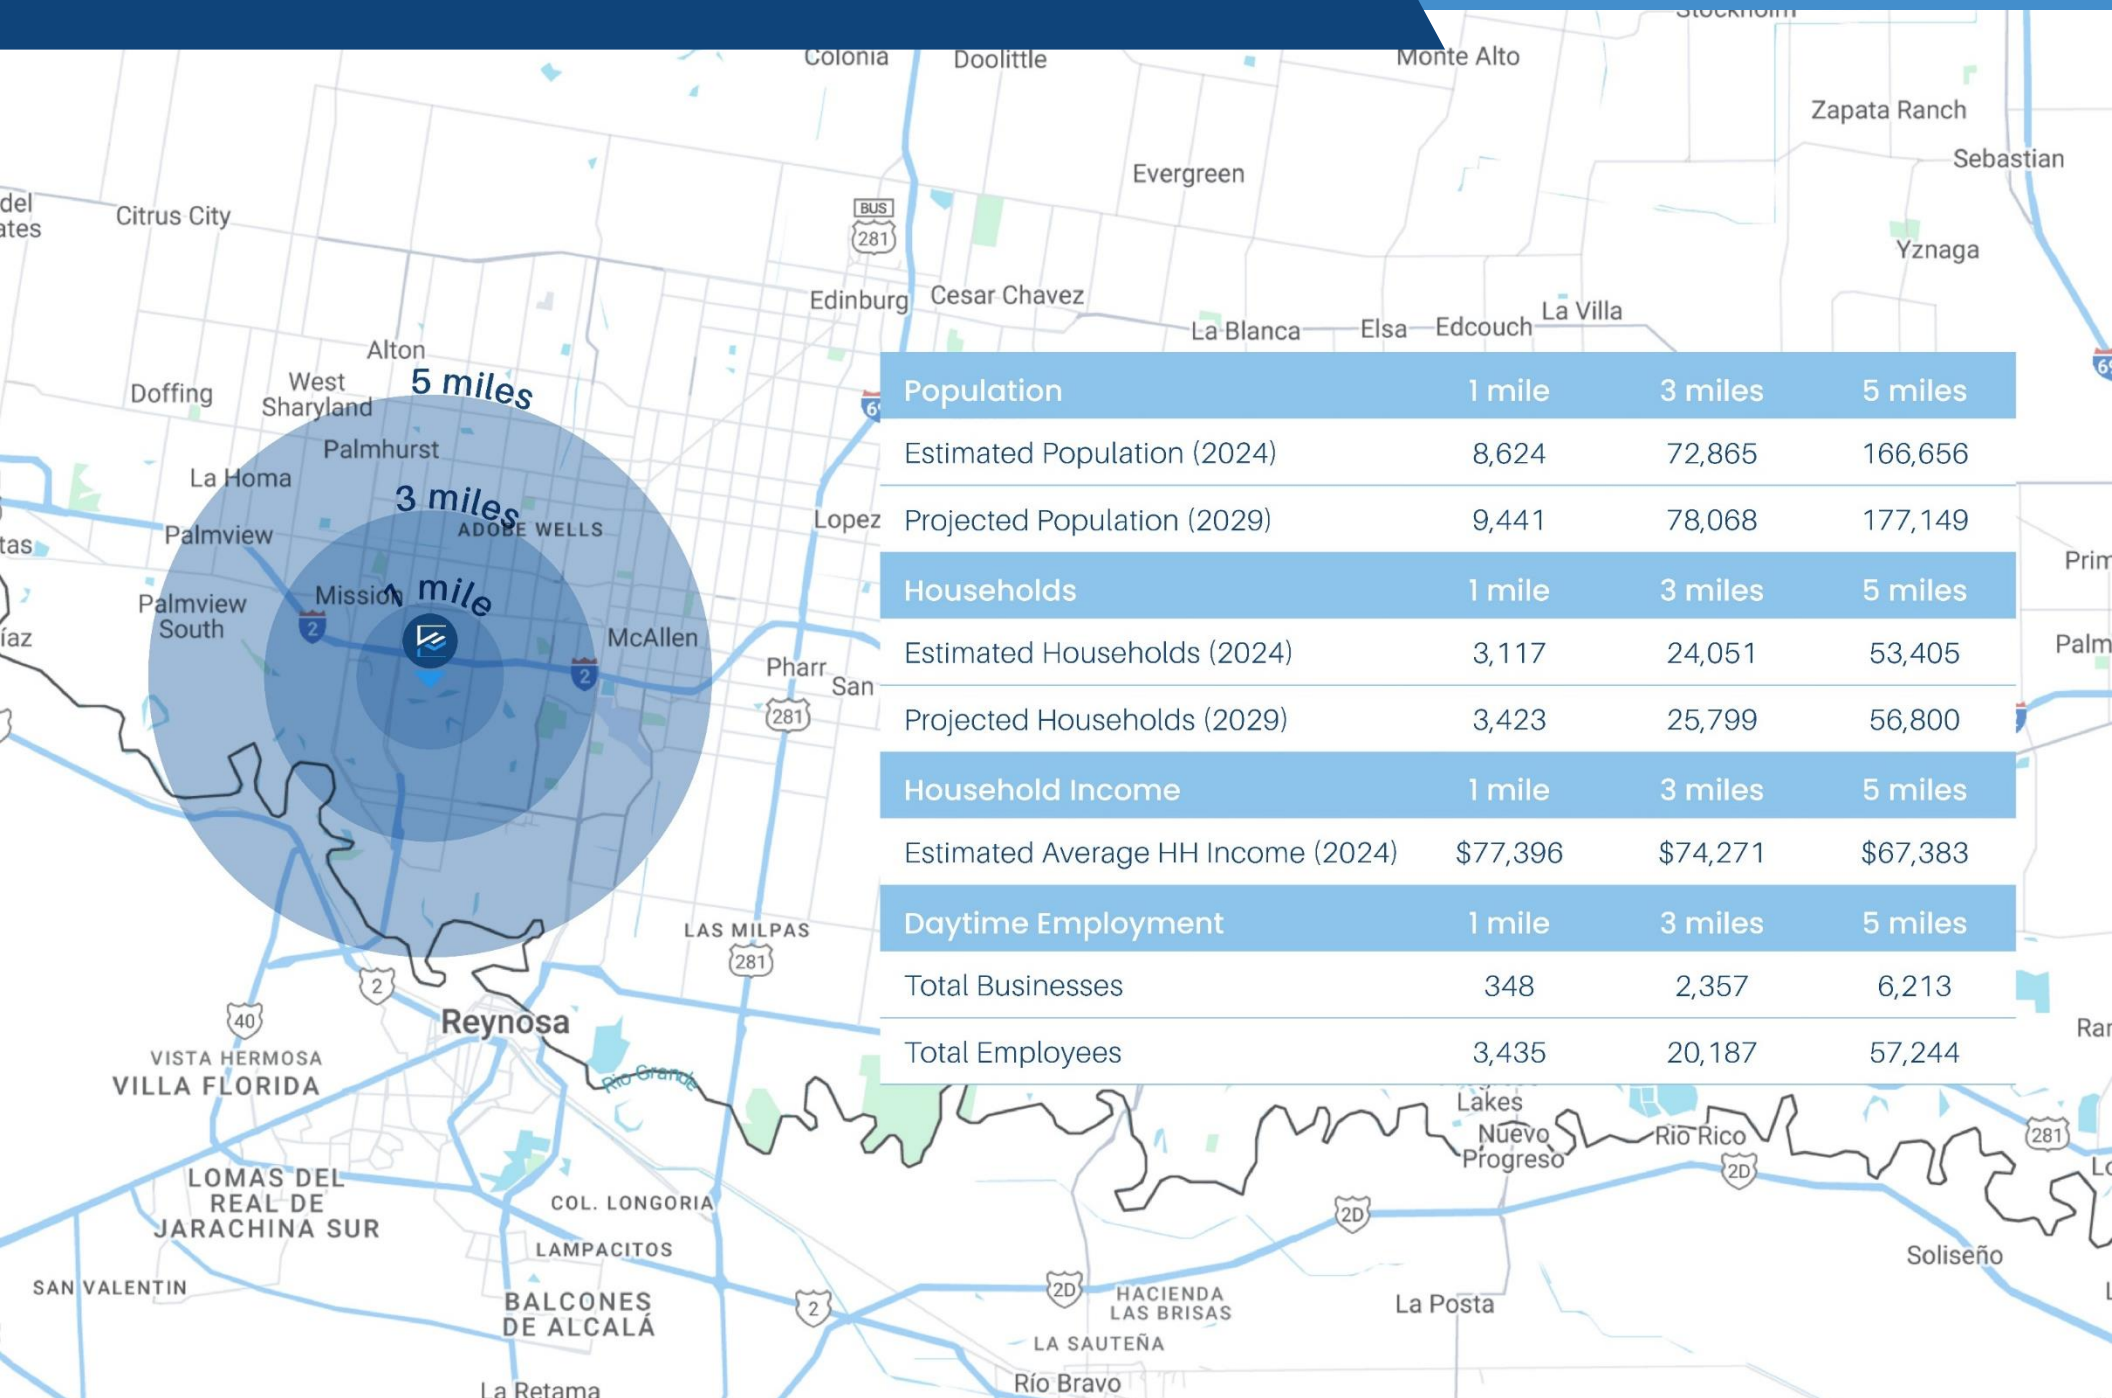 Colonia
Doolittle
Monte Alto
Zapata Ranch
Sebastian
Evergreen
del
Citrus City
BUS
281
Yznaga
Edinburg
Cesar Chavez
La Villa
La Blanca
Elsa
Edcouch
Alton
5 miles
West
Sharyland
Doffing
Palmhurst
La Homa
3 miles
ADOBE WELLS
Palmview
Lopez
1 mile
Mission
Palmview
South
2
McAllen
2
Pharr
San
281
Population 1 mile 3 miles 5 miles
Estimated Population (2024) 8,624 72,865 166,656
Projected Population (2029) 9,441 78,068 177,149
Households 1 mile 3 miles 5 miles
Estimated Households (2024) 3,117 24,051 53,405
Projected Households (2029) 3,423 25,799 56,800
Household Income 1 mile 3 miles 5 miles
Estimated Average HH Income (2024) $77,396 $74,271 $67,383
Daytime Employment 1 mile 3 miles 5 miles
Total Businesses 348 2,357 6,213
Total Employees 3,435 20,187 57,244
LAS MILPAS
281
2
40
Reynosa
VISTA HERMOSA
VILLA FLORIDA
Rio Grande
Lakes
Nuevo
Progreso
Rio Rico
281
2D
LOMAS DEL
REAL DE
JARACHINA SUR
COL. LONGORIA
2D
LAMPACITOS
Soliseño
SAN VALENTIN
BALCONES
DE ALCALÁ
2
2D
HACIENDA
LAS BRISAS
La Posta
LA SAUTEÑA
Río Bravo
La Retama